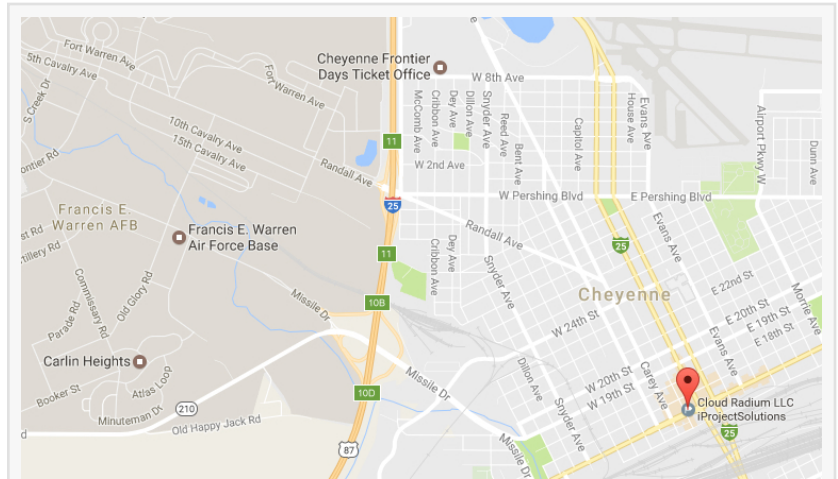 Fort Warren Ave
5th Cavalry Ave
S Creek Dr
Fort Warren Ave
10th Cavalry Ave
15th Cavalry Ave
Cheyenne Frontier
Days Ticket Office
W 8th Ave
McComb Ave
Cribbon Ave
Dey Ave
Dillon Ave
Snyder Ave
Reed Ave
Bent Ave
Capitol Ave
House Ave
Evans Ave
Airport Pkwy W
Dunn Ave
11
W 2nd Ave
Randall Ave
25
W Pershing Blvd
E Pershing Blvd
Randall Ave
Evans Ave
25
Francis E
Warren AFB
Francis E. Warren
Air Force Base
11
Cribbon Ave
Dey Ave
Snyder Ave
Cheyenne
E 22nd St
Morrie Ave
Parade Rd
Commissary Rd
Old Glory Rd
Missile Dr
10B
W 24th St
E 20th St
E 19th St
E 18th St
Evans Ave
Carlin Heights
Booker St
Atlas Loop
Minuteman Dr
210
Old Happy Jack Rd
10D
Missile Dr
87
Dillon Ave
Snyder Ave
W 20th St
W 19th St
Carey Ave
Cloud Radium LLC
iProjectSolutions
25